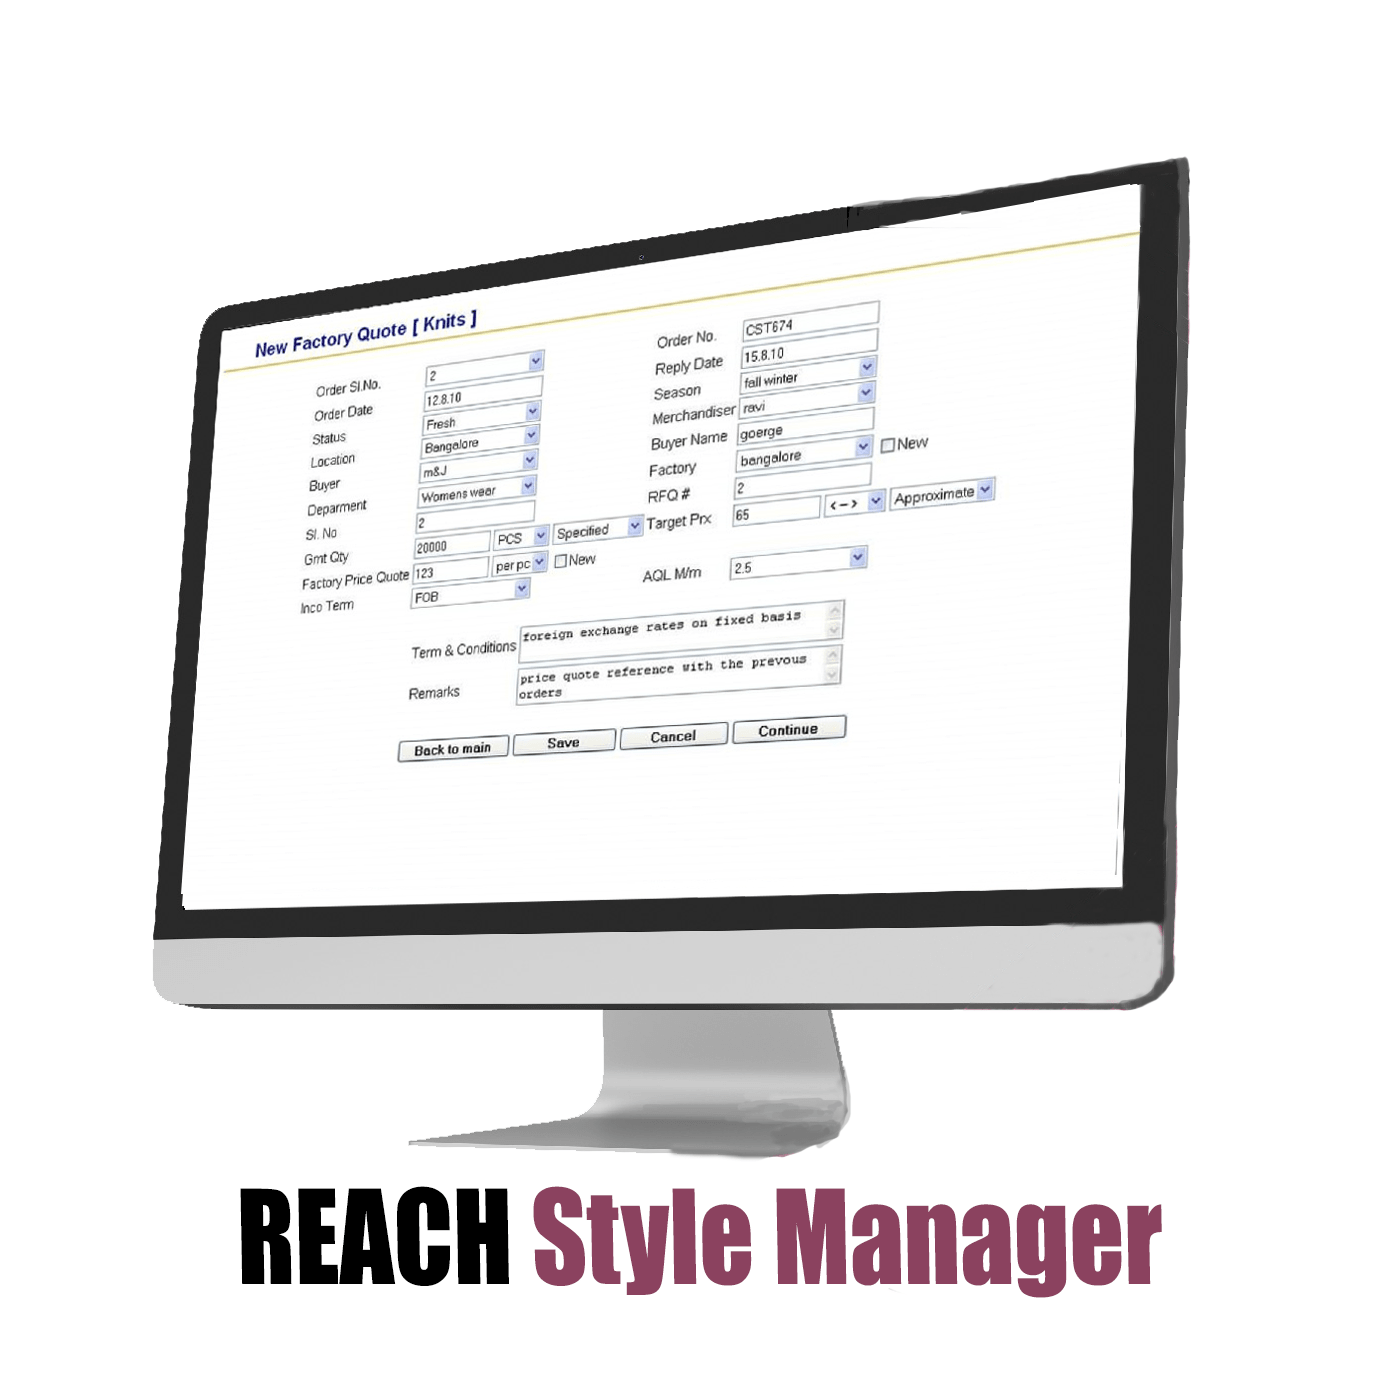 New Factory Quote [ Knits ]
Order Sl.No. 2 Order No. CST674
Order Date 12.8.10 Reply Date 15.8.10
Status Fresh Season fall winter
Location Bangalore Merchandiser ravi
Buyer m&J Buyer Name goerge
Deparment Womens wear Factory bangalore New
Sl. No 2 RFQ # 2
Gmt Qty 20000 PCS Specified Target Prx 65 <--> Approximate
Factory Price Quote 123 per pc New
Inco Term FOB AQL M/m 2.5
Term & Conditions foreign exchange rates on fixed basis
Remarks price quote reference with the prevous
orders
Back to main Save Cancel Continue
REACH Style Manager